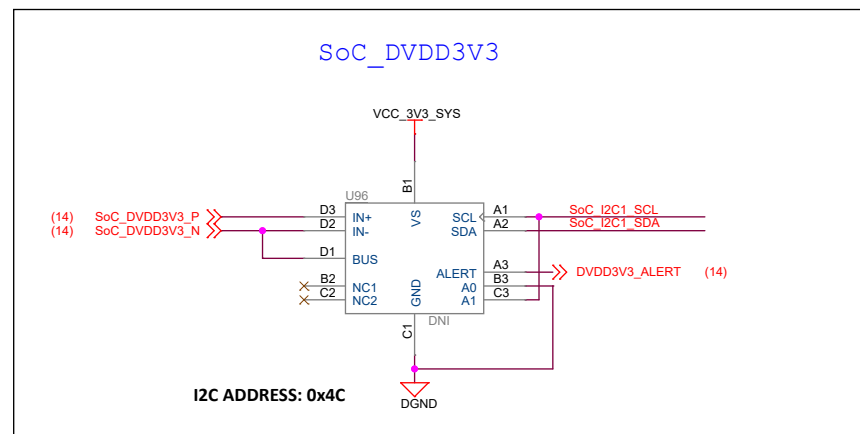 SoC_DVDD3V3
VCC_3V3_SYS
U96
B1
(14) SoC_DVDD3V3_P D3 IN+ VS SCL A1 SoC_I2C1_SCL
(14) SoC_DVDD3V3_N D2 IN- SDA A2 SoC_I2C1_SDA
D1 BUS
ALERT A3 DVDD3V3_ALERT (14)
B2 NC1 A0 B3
C2 NC2 GND A1 C3
DNI
C1
I2C ADDRESS: 0x4C
DGND